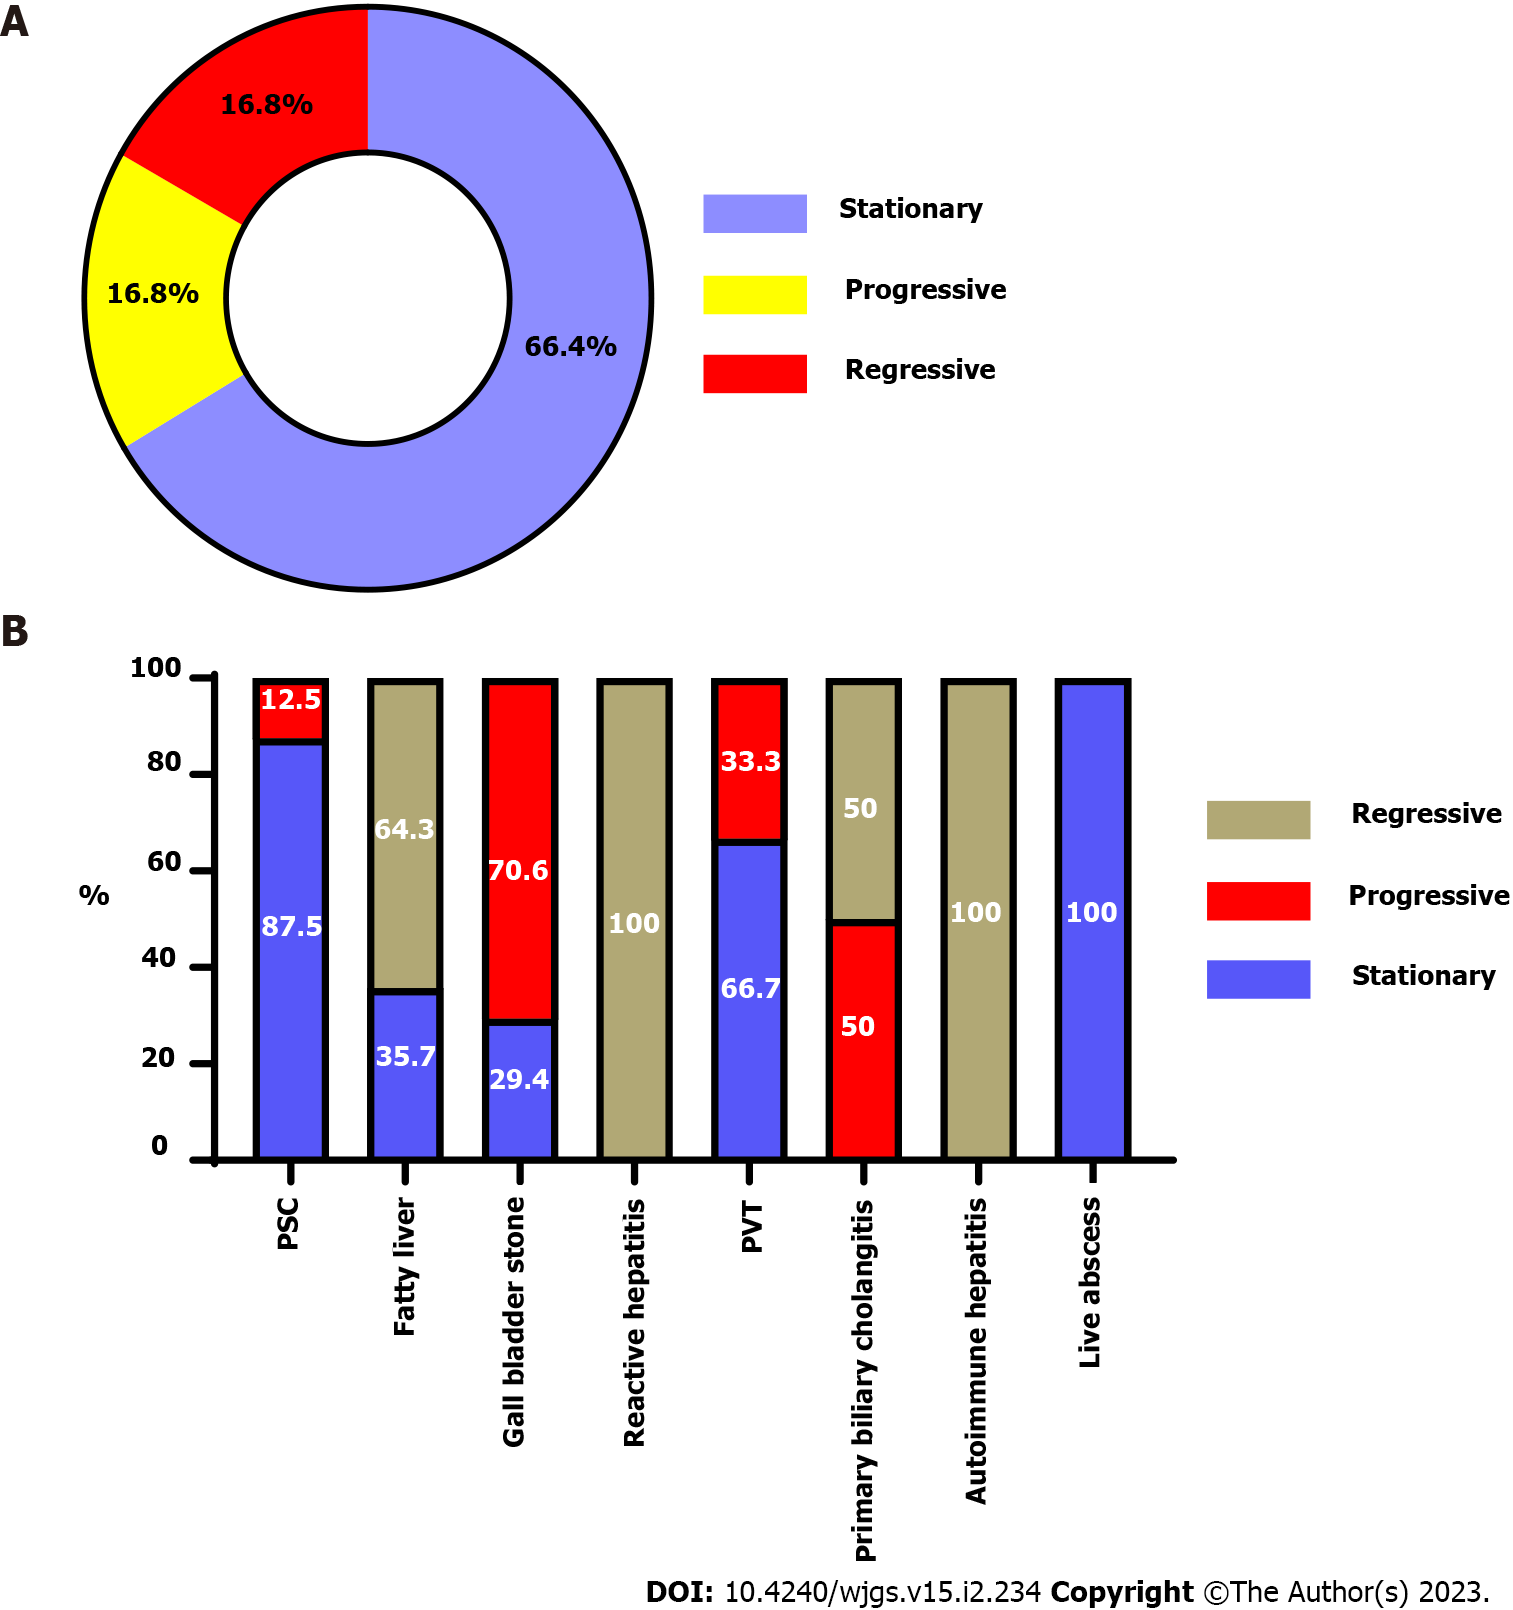 A
16.8%
16.8%
66.4%
Stationary
Progressive
Regressive
B
100
80
60
40
20
0
%
12.5
87.5
64.3
35.7
70.6
29.4
100
33.3
66.7
50
50
100
100
PSC
Fatty liver
Gall bladder stone
Reactive hepatitis
PVT
Primary biliary cholangitis
Autoimmune hepatitis
Live abscess
Regressive
Progressive
Stationary
DOI: 10.4240/wjgs.v15.i2.234 Copyright ©The Author(s) 2023.